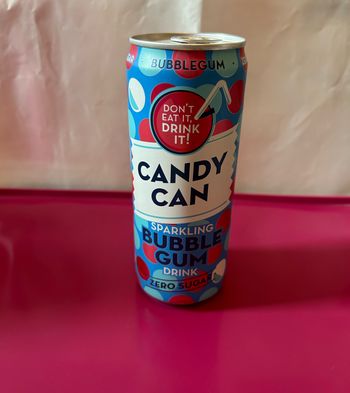 BUBBLEGUM
DON'T
EAT IT,
DRINK
IT!
CANDY
CAN
SPARKLING
BUBBLE
GUM
DRINK
ZERO SUGAR